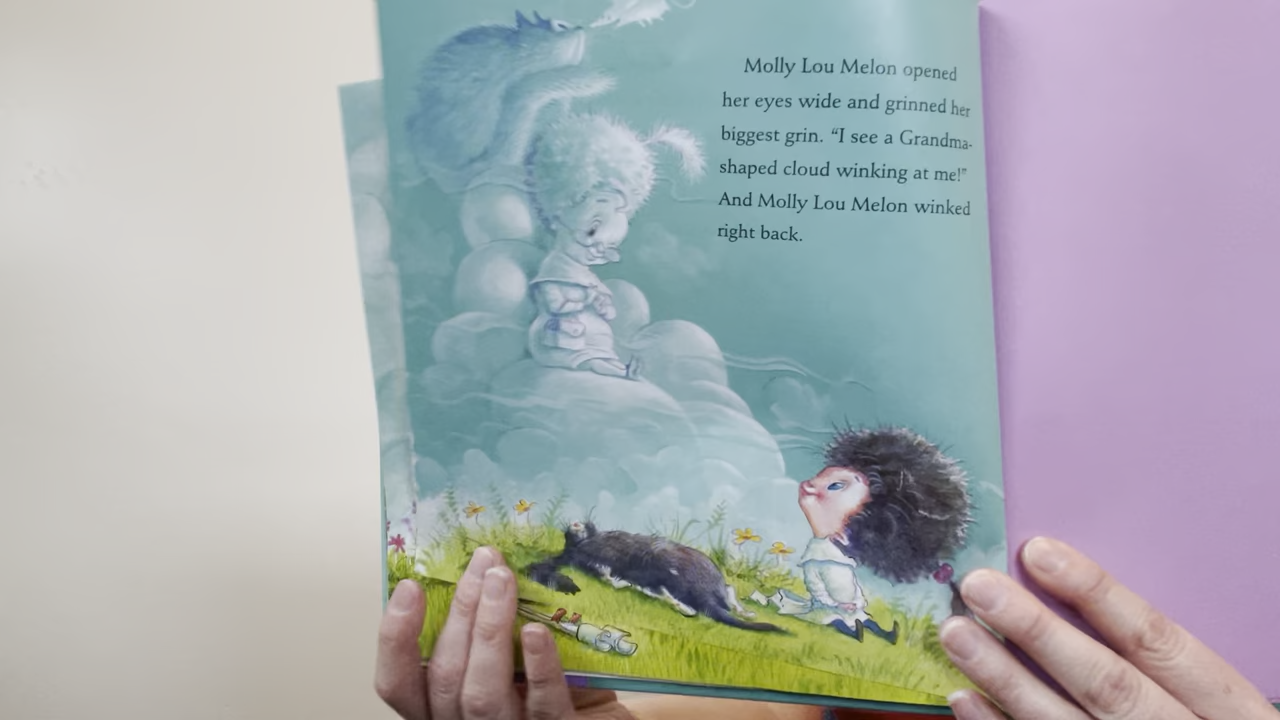 Molly Lou Melon opened
her eyes wide and grinned her
biggest grin. “I see a Grandma-
shaped cloud winking at me!”
And Molly Lou Melon winked
right back.